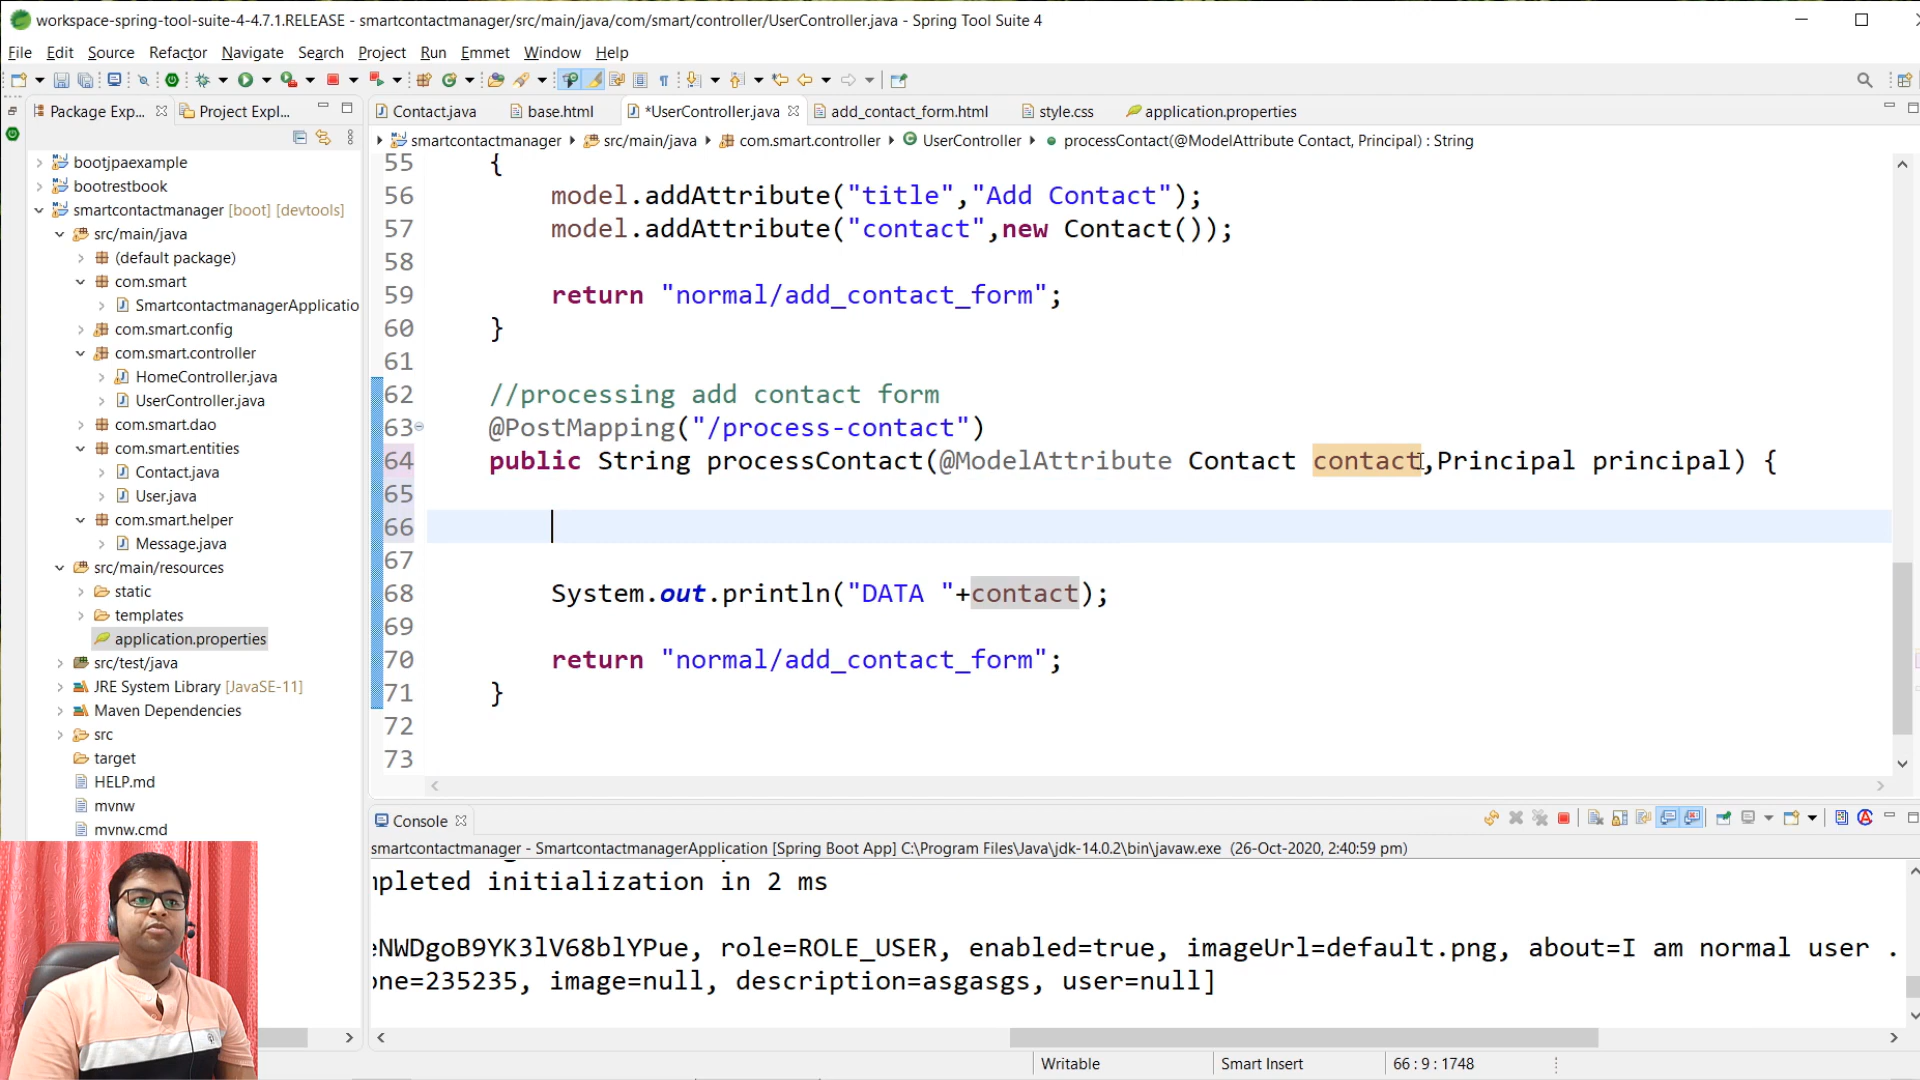 workspace-spring-tool-suite-4-4.7.1.RELEASE - smartcontactmanager/src/main/java/com/smart/controller/UserController.java - Spring Tool Suite 4
File Edit Source Refactor Navigate Search Project Run Emmet Window Help
Package Exp... Project Expl...
Contact.java base.html *UserController.java add_contact_form.html style.css application.properties
smartcontactmanager src/main/java com.smart.controller UserController processContact(@ModelAttribute Contact, Principal) : String
bootjpaexample
bootrestbook
smartcontactmanager [boot] [devtools]
src/main/java
(default package)
com.smart
SmartcontactmanagerApplicatio
com.smart.config
com.smart.controller
HomeController.java
UserController.java
com.smart.dao
com.smart.entities
Contact.java
User.java
com.smart.helper
Message.java
src/main/resources
static
templates
application.properties
src/test/java
JRE System Library [JavaSE-11]
Maven Dependencies
src
target
HELP.md
mvnw
mvnw.cmd
55 {
56 model.addAttribute("title","Add Contact");
57 model.addAttribute("contact",new Contact());
58
59 return "normal/add_contact_form";
60 }
61
62 //processing add contact form
63 @PostMapping("/process-contact")
64 public String processContact(@ModelAttribute Contact contact,Principal principal) {
65
66
67
68 System.out.println("DATA "+contact);
69
70 return "normal/add_contact_form";
71 }
72
73
Console
smartcontactmanager - SmartcontactmanagerApplication [Spring Boot App] C:\Program Files\Java\jdk-14.0.2\bin\javaw.exe (26-Oct-2020, 2:40:59 pm)
mpleted initialization in 2 ms
eNWDgoB9YK3lV68blYPue, role=ROLE_USER, enabled=true, imageUrl=default.png, about=I am normal user .
one=235235, image=null, description=asgasgs, user=null]
Writable Smart Insert 66 : 9 : 1748